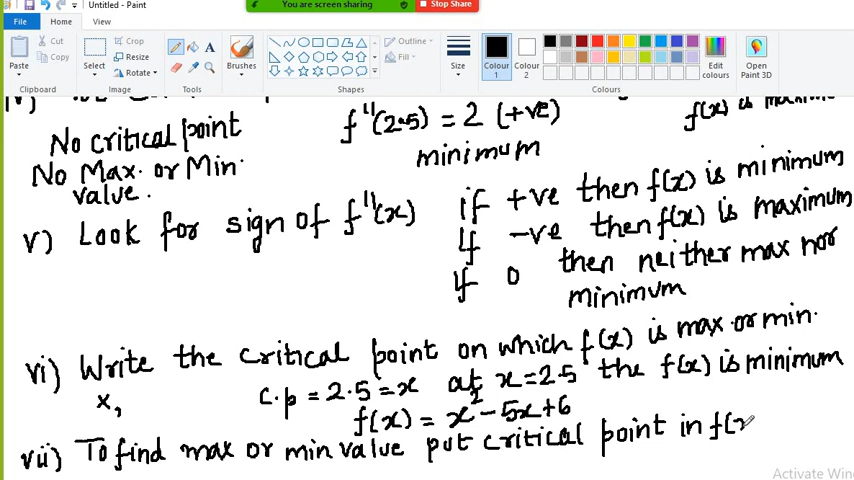 Untitled - Paint
You are screen sharing
Stop Share
File
Home
View
Cut
Copy
Paste
Crop
Resize
Rotate
Select
Brushes
Outline
Fill
Size
Colour 1
Colour 2
Edit colours
Open Paint 3D
Clipboard
Image
Tools
Shapes
Colours
No critical point
No Max. or Min.
value.
f''(2.5) = 2 (+ve)
minimum
f(x) is maximum
v) Look for sign of f''(x)
if +ve then f(x) is minimum
If -ve then f(x) is maximum
If 0 then neither max nor
minimum
vi) Write the critical point on which f(x) is max or min.
x, c.p = 2.5 = x at x = 2.5 the f(x) is minimum
f(x) = x² - 5x + 6
vii) To find max or min value put critical point in f(x
Activate Win